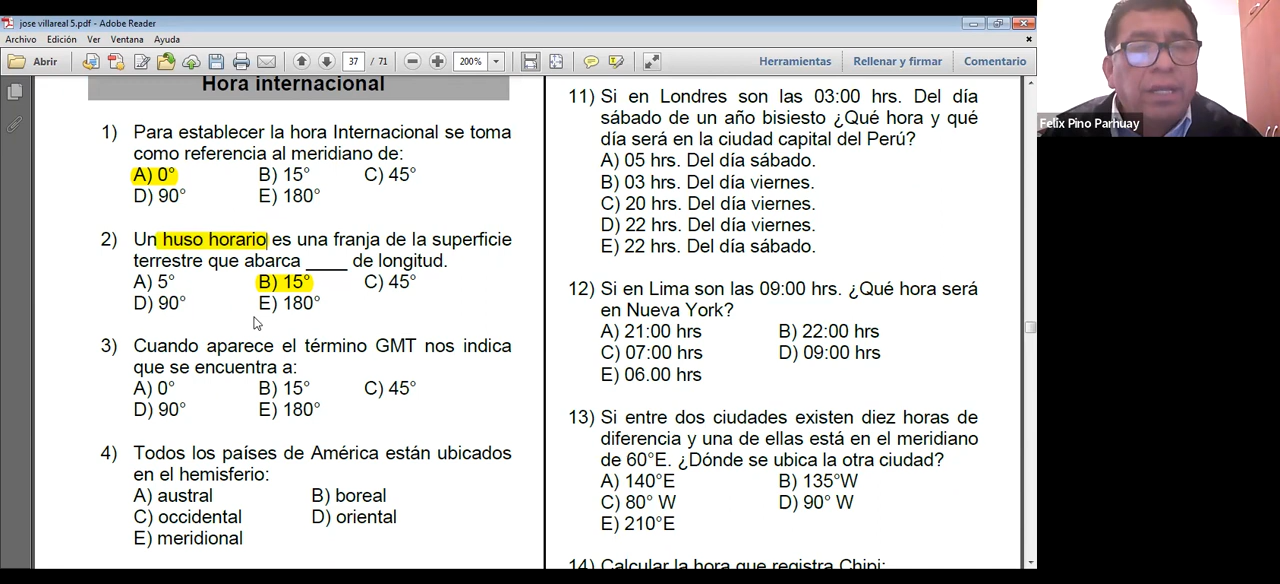 jose villareal 5.pdf - Adobe Reader
Archivo Edición Ver Ventana Ayuda
Abrir 37 / 71 200% Herramientas Rellenar y firmar Comentario
Hora internacional
1) Para establecer la hora Internacional se toma
como referencia al meridiano de:
A) 0° B) 15° C) 45°
D) 90° E) 180°
2) Un huso horario es una franja de la superficie
terrestre que abarca ____ de longitud.
A) 5° B) 15° C) 45°
D) 90° E) 180°
3) Cuando aparece el término GMT nos indica
que se encuentra a:
A) 0° B) 15° C) 45°
D) 90° E) 180°
4) Todos los países de América están ubicados
en el hemisferio:
A) austral B) boreal
C) occidental D) oriental
E) meridional
11) Si en Londres son las 03:00 hrs. Del día
sábado de un año bisiesto ¿Qué hora y qué
día será en la ciudad capital del Perú?
A) 05 hrs. Del día sábado.
B) 03 hrs. Del día viernes.
C) 20 hrs. Del día viernes.
D) 22 hrs. Del día viernes.
E) 22 hrs. Del día sábado.
12) Si en Lima son las 09:00 hrs. ¿Qué hora será
en Nueva York?
A) 21:00 hrs B) 22:00 hrs
C) 07:00 hrs D) 09:00 hrs
E) 06.00 hrs
13) Si entre dos ciudades existen diez horas de
diferencia y una de ellas está en el meridiano
de 60°E. ¿Dónde se ubica la otra ciudad?
A) 140°E B) 135°W
C) 80° W D) 90° W
E) 210°E
14) Calcular la hora que registra Chipi:
Felix Pino Parhuay